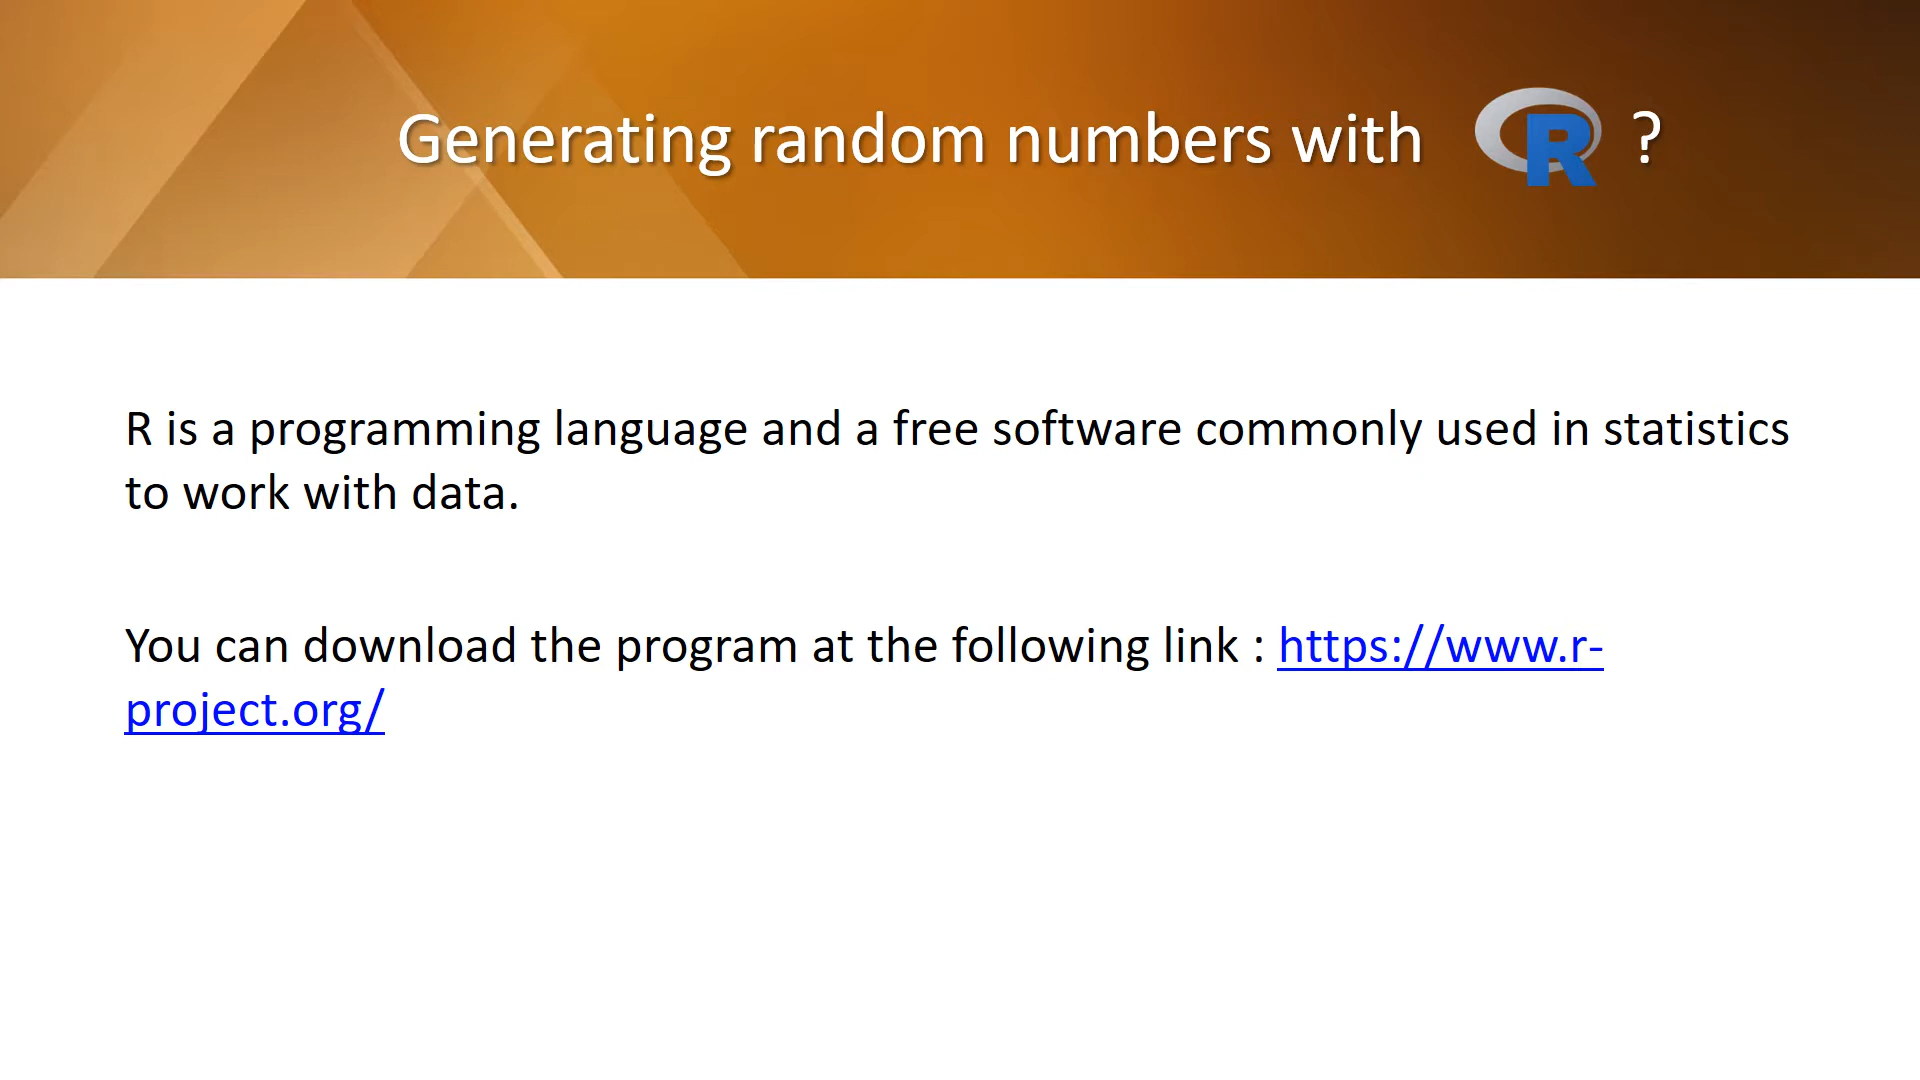 Generating random numbers with R ?
R is a programming language and a free software commonly used in statistics
to work with data.
You can download the program at the following link : https://www.r-
project.org/